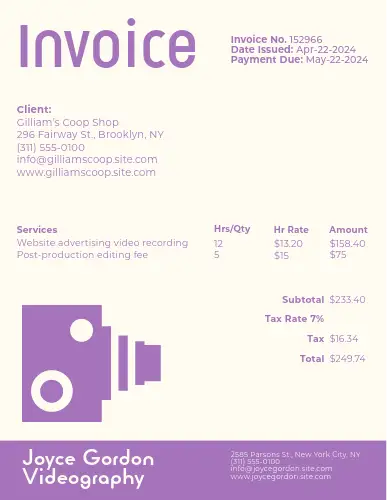 Invoice
Invoice No. 152966
Date Issued: Apr-22-2024
Payment Due: May-22-2024
Client:
Gilliam's Coop Shop
296 Fairway St., Brooklyn, NY
(311) 555-0100
info@gilliamscoop.site.com
www.gilliamscoop.site.com
Services Hrs/Qty Hr Rate Amount
Website advertising video recording 12 $13.20 $158.40
Post-production editing fee 5 $15 $75
Subtotal $233.40
Tax Rate 7%
Tax $16.34
Total $249.74
Joyce Gordon
Videography
2685 Parsons St., New York City, NY
(311) 555-0100
info@joycegordon.site.com
www.joycegordon.site.com